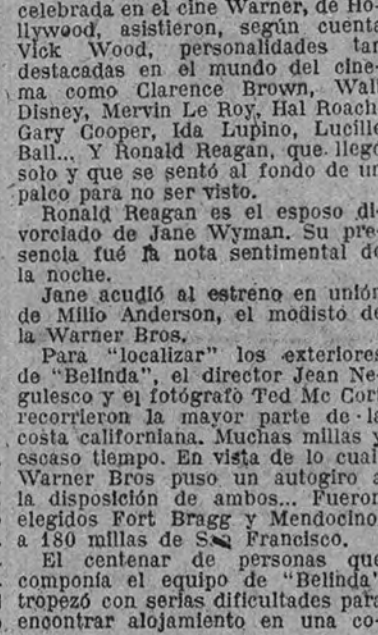 celebrada en el cine Warner, de Ho-
llywood, asistieron, según cuenta
Vick Wood, personalidades tan
destacadas en el mundo del cine-
ma como Clarence Brown, Wal
Disney, Mervin Le Roy, Hal Roach
Gary Cooper, Ida Lupino, Lucille
Ball... Y Ronald Reagan, que llegó
solo y que se sentó al fondo de un
palco para no ser visto.
Ronald Reagan es el esposo di-
vorciado de Jane Wyman. Su pre-
sencia fué la nota sentimental de
la noche.
Jane acudió al estreno en unión
de Milio Anderson, el modisto de
la Warner Bros.
Para "localizar" los exteriores
de "Belinda", el director Jean Ne-
gulesco y el fotógrafo Ted Mc Cor
recorrieron la mayor parte de la
costa californiana. Muchas millas y
escaso tiempo. En vista de lo cual
Warner Bros puso un autogiro a
la disposición de ambos... Fueron
elegidos Fort Bragg y Mendocino
a 180 millas de San Francisco.
El centenar de personas que
componía el equipo de "Belinda"
tropezó con serias dificultades para
encontrar alojamiento en una co-